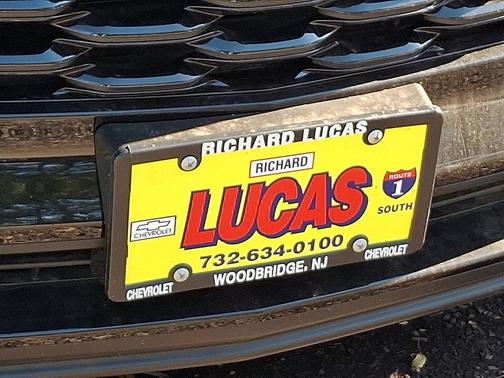 RICHARD LUCAS
RICHARD
LUCAS
ROUTE
1
SOUTH
CHEVROLET
732-634-0100
WOODBRIDGE, NJ
CHEVROLET
CHEVROLET